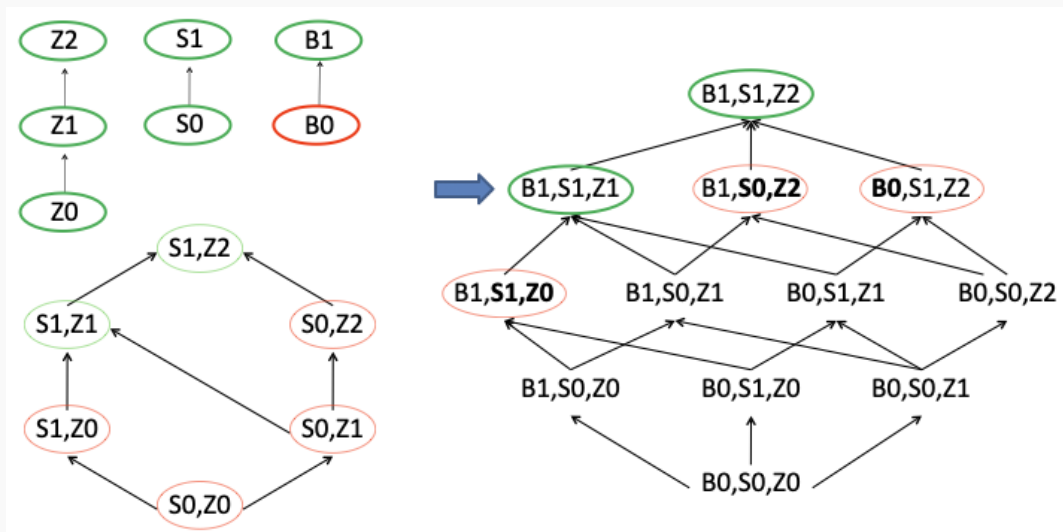 Z2 S1 B1
Z1 S0 B0
Z0
S1,Z2
S1,Z1 S0,Z2
S1,Z0 S0,Z1
S0,Z0
B1,S1,Z2
B1,S1,Z1 B1,S0,Z2 B0,S1,Z2
B1,S1,Z0 B1,S0,Z1 B0,S1,Z1 B0,S0,Z2
B1,S0,Z0 B0,S1,Z0 B0,S0,Z1
B0,S0,Z0